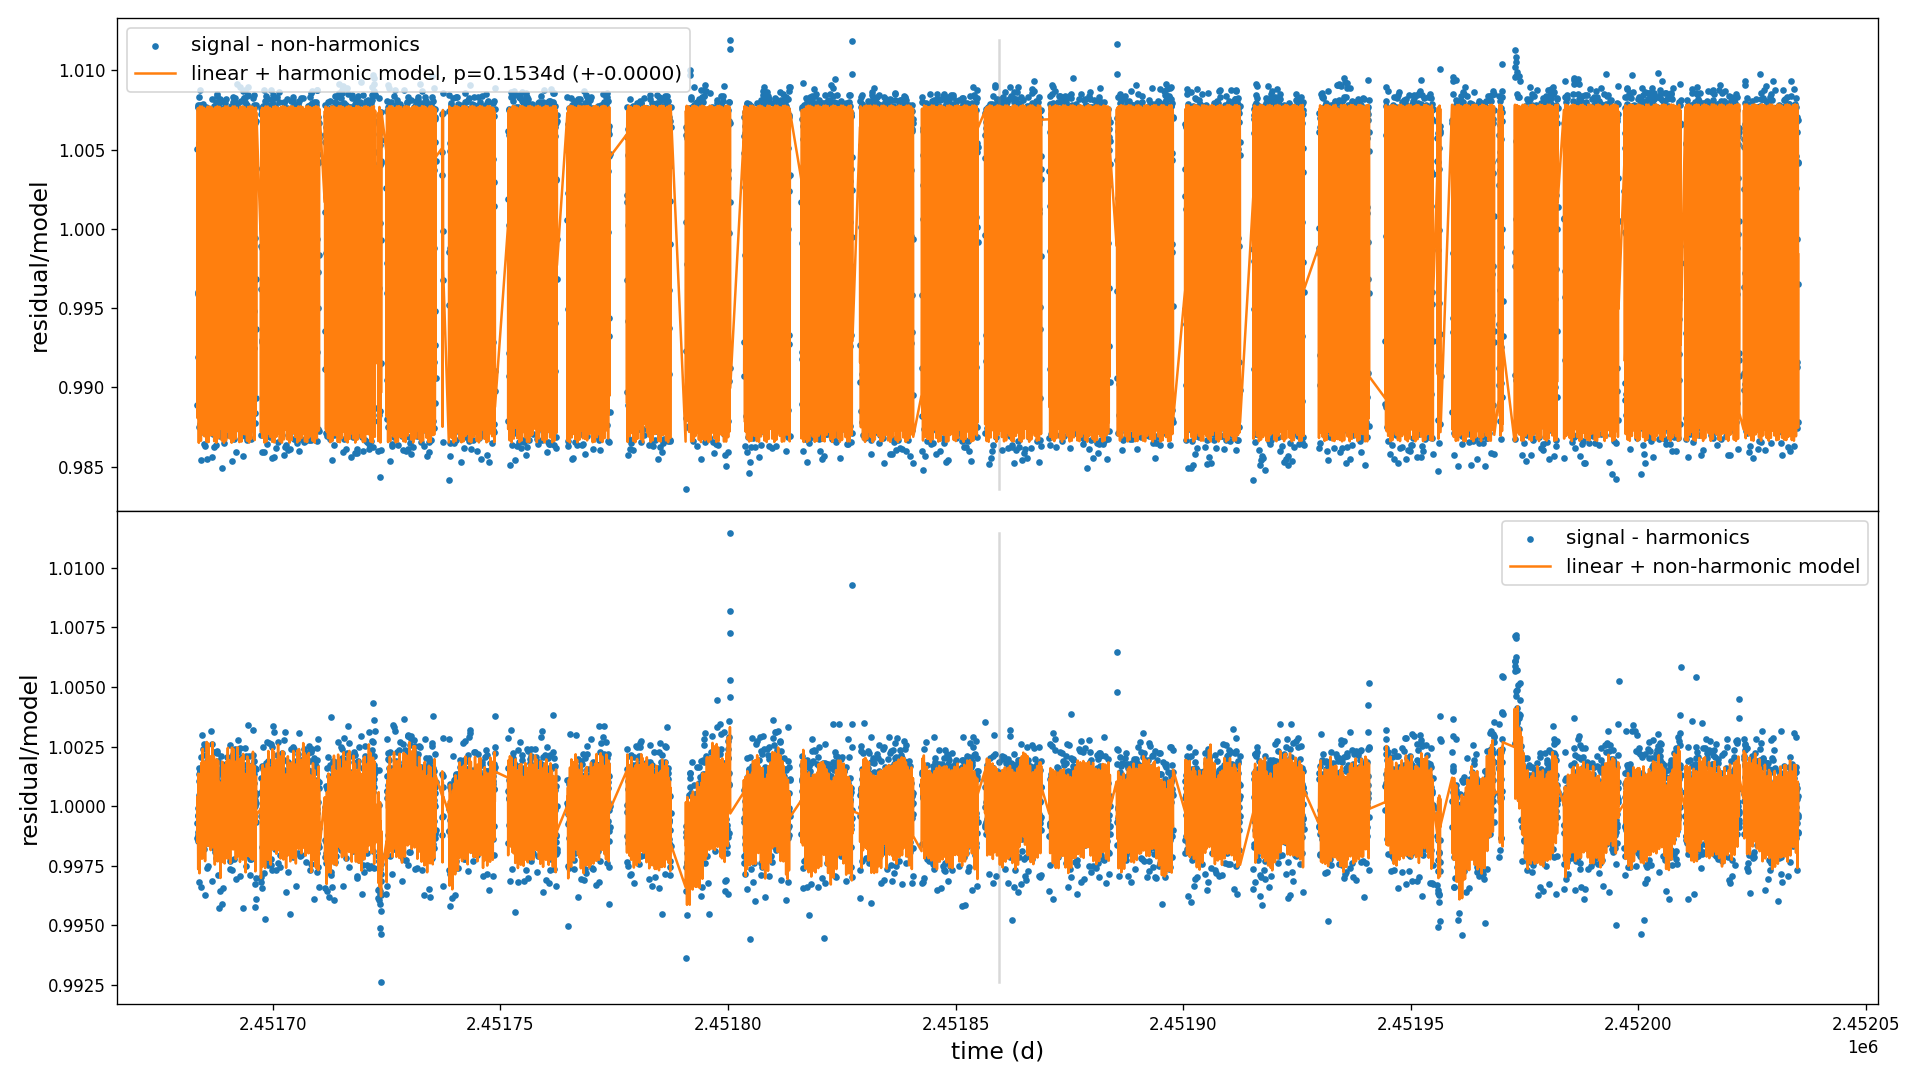 signal - non-harmonics
linear + harmonic model, p=0.1534d (+-0.0000)
1.010
1.005
1.000
0.995
0.990
0.985
residual/model
signal - harmonics
linear + non-harmonic model
1.0100
1.0075
1.0050
1.0025
1.0000
0.9975
0.9950
0.9925
residual/model
2.45170 2.45175 2.45180 2.45185 2.45190 2.45195 2.45200 2.45205
time (d)
1e6